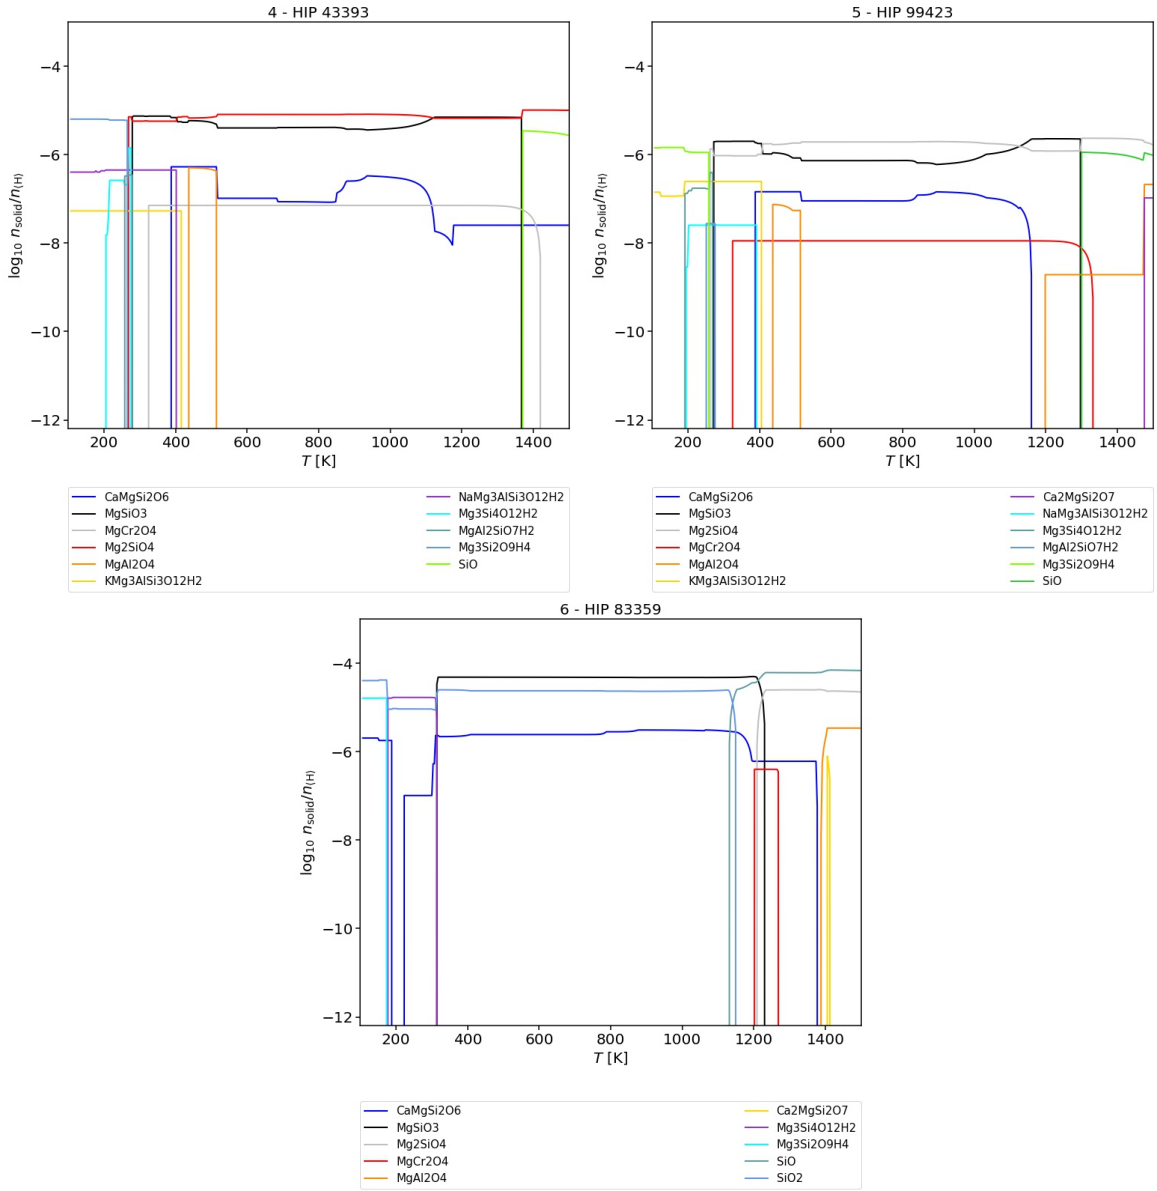 4 - HIP 43393
log10 nsolid/n⟨H⟩
−4
−6
−8
−10
−12
200 400 600 800 1000 1200 1400
T [K]
CaMgSi2O6
MgSiO3
MgCr2O4
Mg2SiO4
MgAl2O4
KMg3AlSi3O12H2
NaMg3AlSi3O12H2
Mg3Si4O12H2
MgAl2SiO7H2
Mg3Si2O9H4
SiO
5 - HIP 99423
log10 nsolid/n⟨H⟩
−4
−6
−8
−10
−12
200 400 600 800 1000 1200 1400
T [K]
CaMgSi2O6
MgSiO3
Mg2SiO4
MgCr2O4
MgAl2O4
KMg3AlSi3O12H2
Ca2MgSi2O7
NaMg3AlSi3O12H2
Mg3Si4O12H2
MgAl2SiO7H2
Mg3Si2O9H4
SiO
6 - HIP 83359
log10 nsolid/n⟨H⟩
−4
−6
−8
−10
−12
200 400 600 800 1000 1200 1400
T [K]
CaMgSi2O6
MgSiO3
Mg2SiO4
MgCr2O4
MgAl2O4
Ca2MgSi2O7
Mg3Si4O12H2
Mg3Si2O9H4
SiO
SiO2